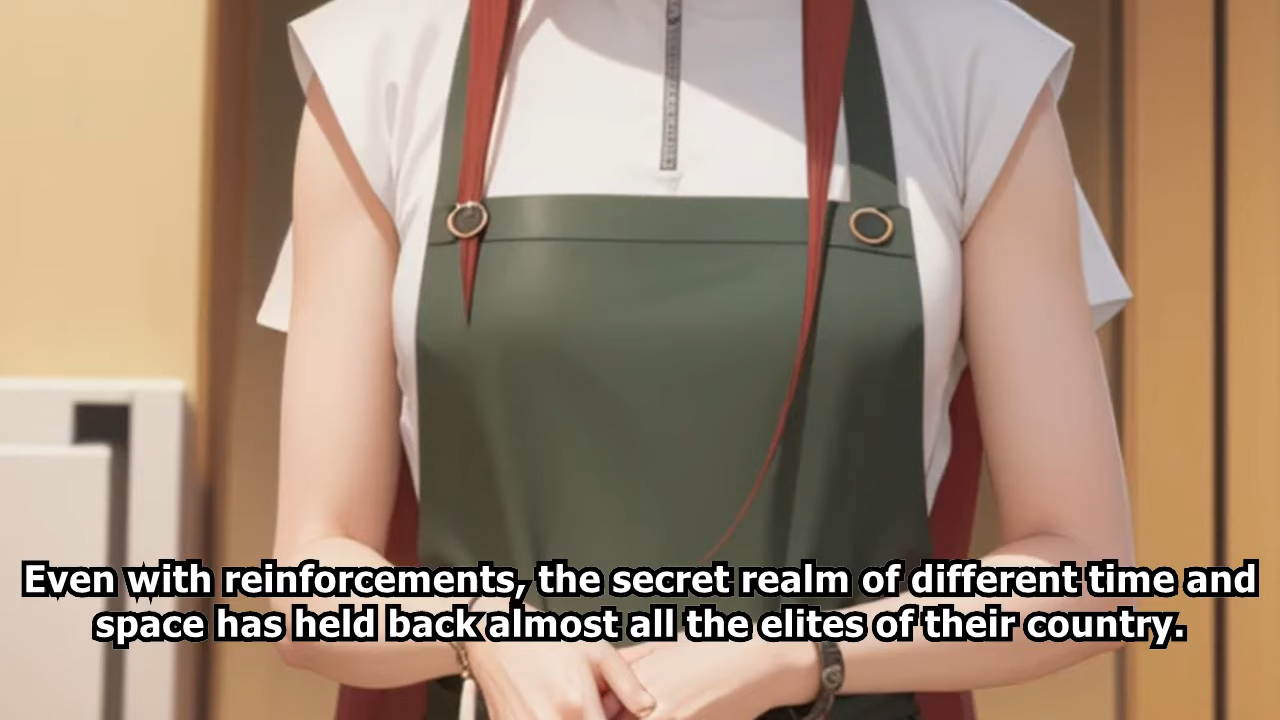 Even with reinforcements, the secret realm of different time and
space has held back almost all the elites of their country.